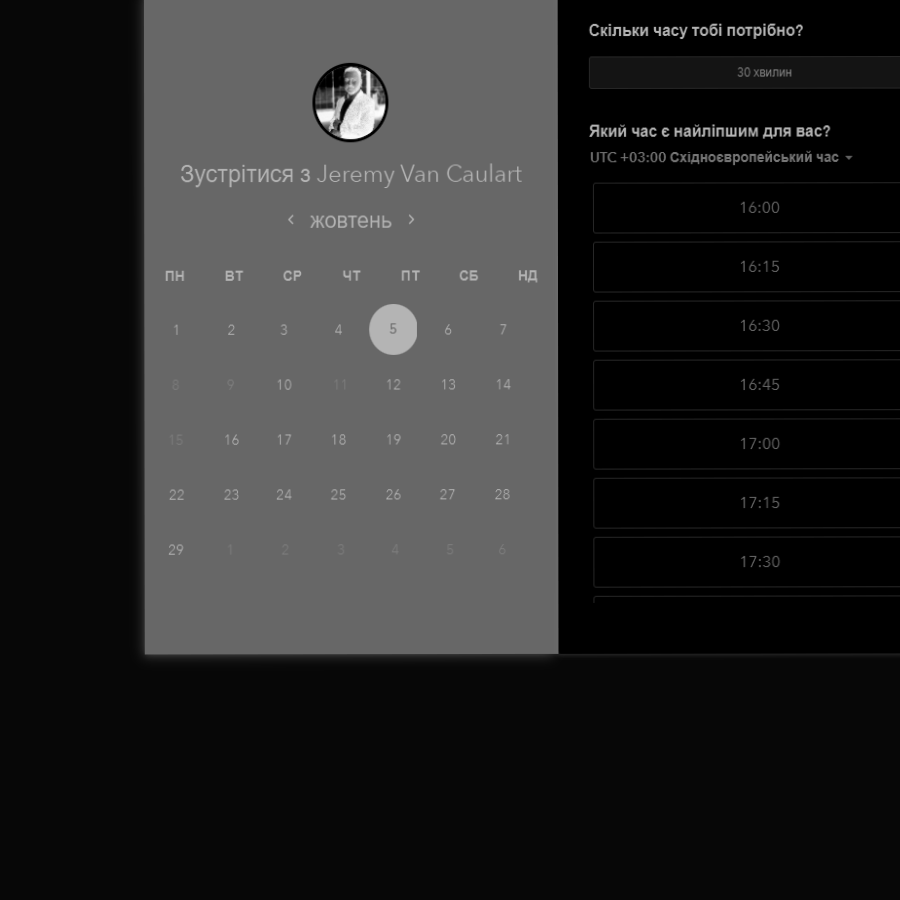 Зустрітися з Jeremy Van Caulart
жовтень
ПН ВТ СР ЧТ ПТ СБ НД
1 2 3 4 5 6 7
8 9 10 11 12 13 14
15 16 17 18 19 20 21
22 23 24 25 26 27 28
29 1 2 3 4 5 6
Скільки часу тобі потрібно?
30 хвилин
Який час є найліпшим для вас?
UTC +03:00 Східноєвропейський час
16:00
16:15
16:30
16:45
17:00
17:15
17:30